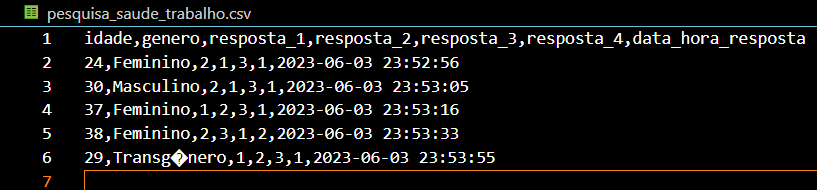 pesquisa_saude_trabalho.csv
1 idade,genero,resposta_1,resposta_2,resposta_3,resposta_4,data_hora_resposta
2 24,Feminino,2,1,3,1,2023-06-03 23:52:56
3 30,Masculino,2,1,3,1,2023-06-03 23:53:05
4 37,Feminino,1,2,3,1,2023-06-03 23:53:16
5 38,Feminino,2,3,1,2,2023-06-03 23:53:33
6 29,Transg�nero,1,2,3,1,2023-06-03 23:53:55
7